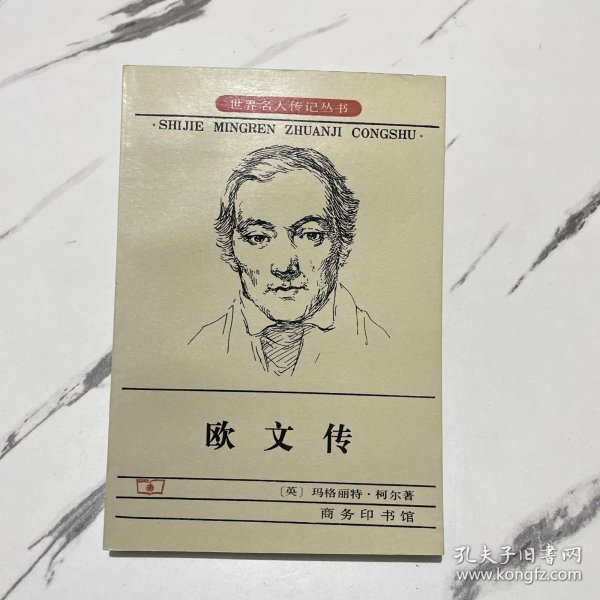 世界名人传记丛书
·SHIJIE MINGREN ZHUANJI CONGSHU·
欧文传
〔英〕玛格丽特·柯尔著
商务印书馆
孔夫子旧书网
www.kongfz.com